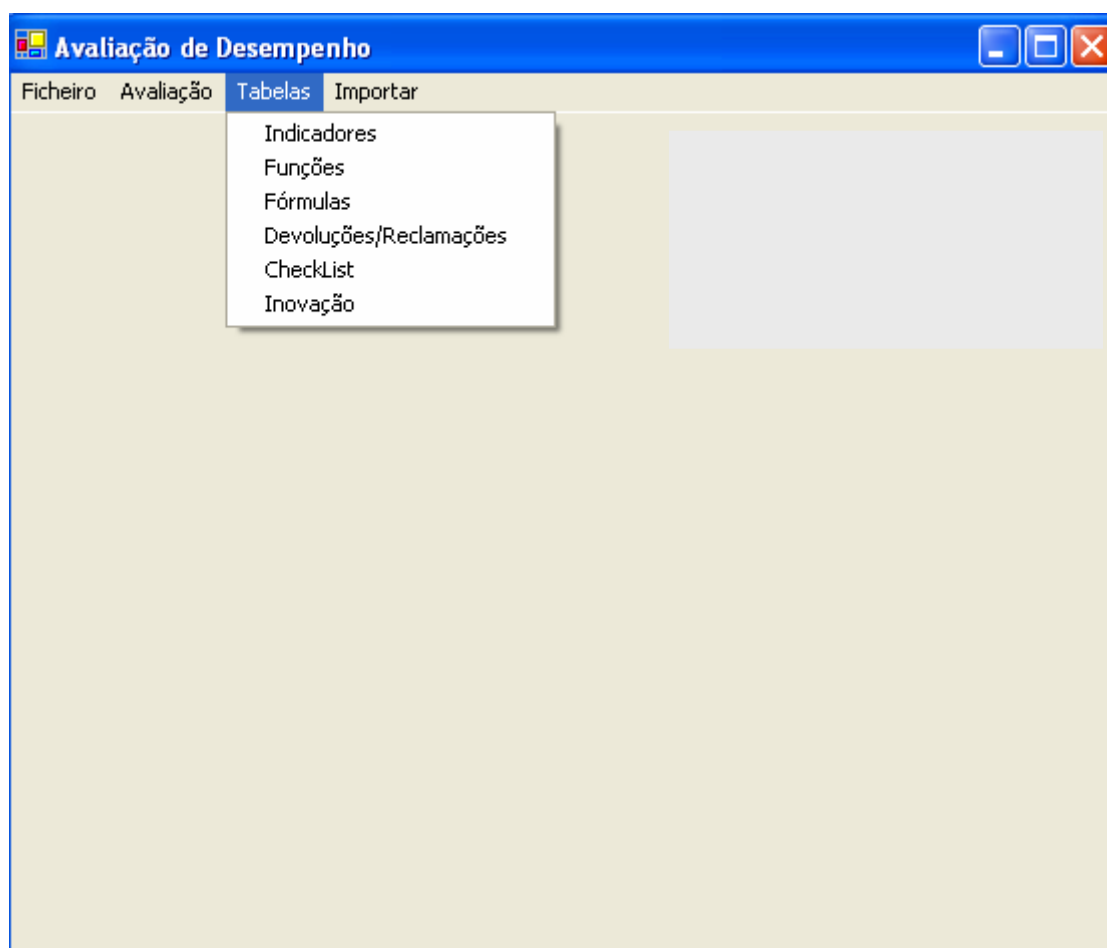 Avaliação de Desempenho
Ficheiro Avaliação Tabelas Importar
Indicadores
Funções
Fórmulas
Devoluções/Reclamações
CheckList
Inovação